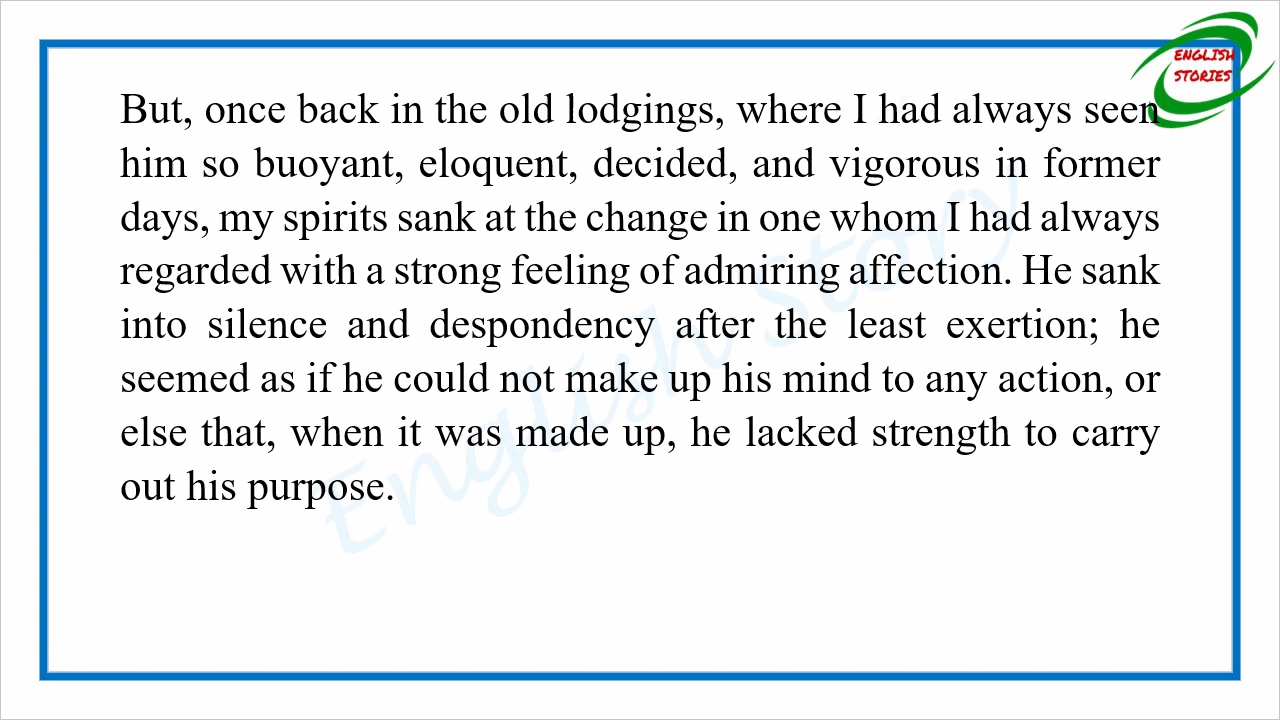 ENGLISH
STORIES
But, once back in the old lodgings, where I had always seen
him so buoyant, eloquent, decided, and vigorous in former
days, my spirits sank at the change in one whom I had always
regarded with a strong feeling of admiring affection. He sank
into silence and despondency after the least exertion; he
seemed as if he could not make up his mind to any action, or
else that, when it was made up, he lacked strength to carry
out his purpose.
English Story